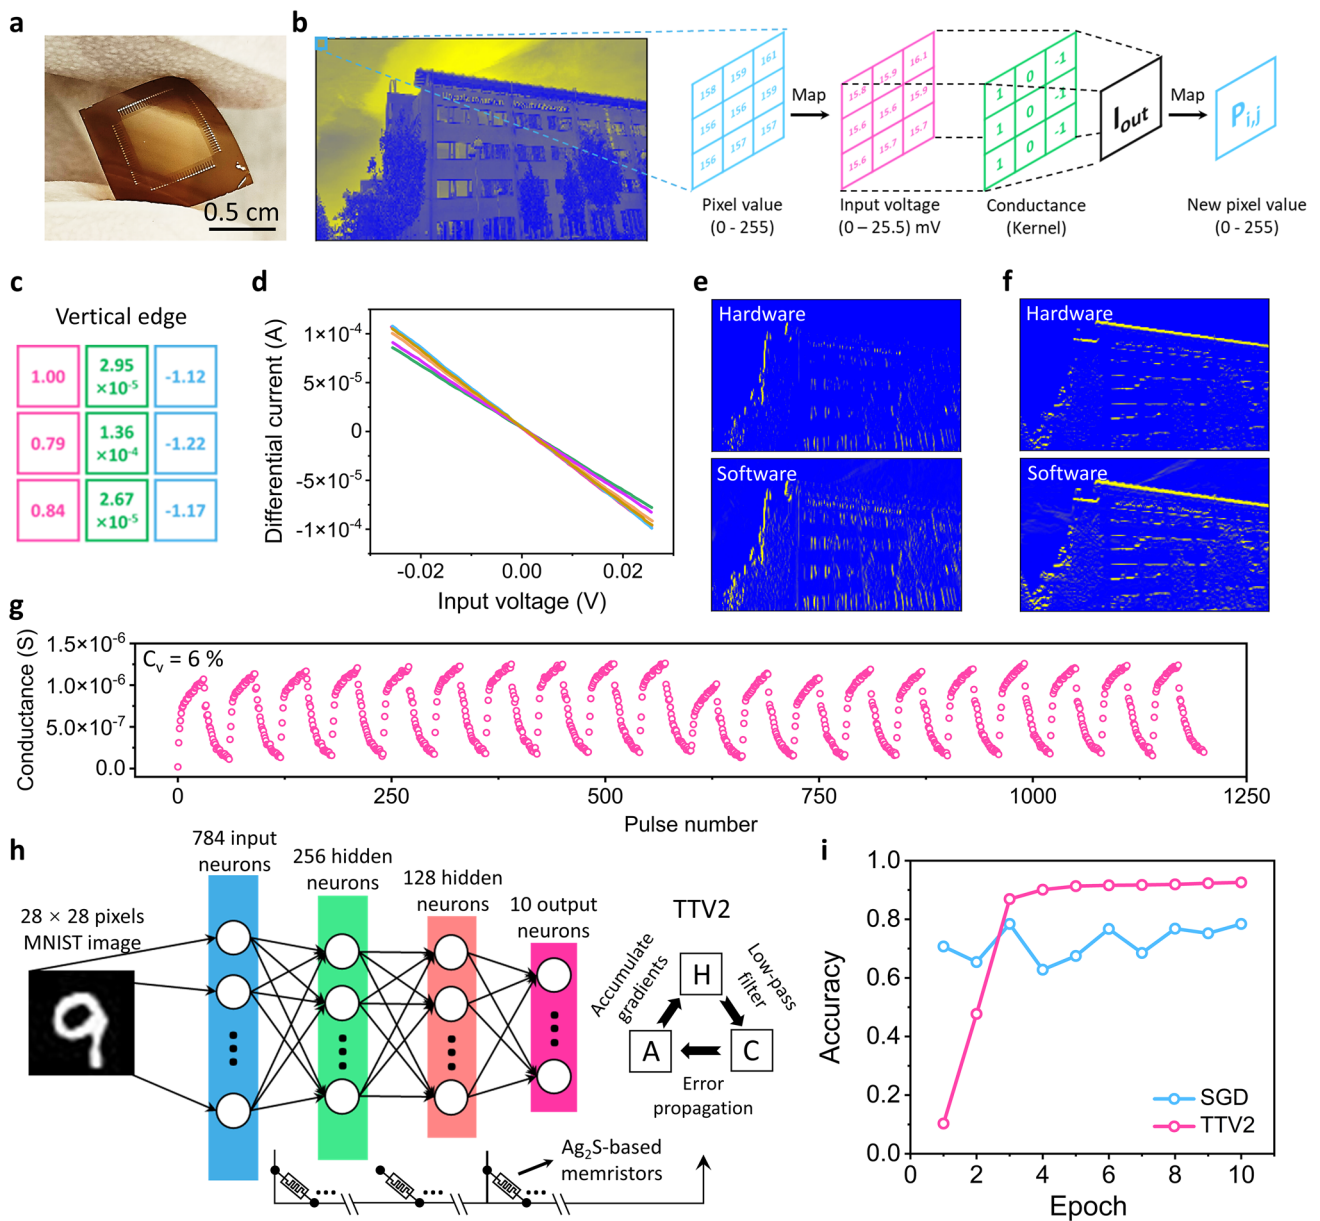 a
0.5 cm
b
158 159 161
156 156 159
156 157 157
Pixel value
(0 - 255)
Map
15.8 15.9 16.1
15.6 15.6 15.9
15.6 15.7 15.7
Input voltage
(0 – 25.5) mV
1 0 -1
1 0 -1
1 0 -1
Conductance
(Kernel)
Iout
Map
Pi,j
New pixel value
(0 - 255)
c
Vertical edge
1.00 2.95 ×10-5 -1.12
0.79 1.36 ×10-4 -1.22
0.84 2.67 ×10-5 -1.17
d
Differential current (A)
1×10-4
5×10-5
0
-5×10-5
-1×10-4
-0.02 0.00 0.02
Input voltage (V)
e
Hardware
Software
f
Hardware
Software
g
Conductance (S)
1.5×10-6
1.0×10-6
5.0×10-7
0.0
Cv = 6 %
0 250 500 750 1000 1250
Pulse number
h
28 × 28 pixels
MNIST image
784 input
neurons
256 hidden
neurons
128 hidden
neurons
10 output
neurons
TTV2
Accumulate
gradients
Low-pass
filter
H
A
C
Error
propagation
Ag2S-based
memristors
i
Accuracy
1.0
0.8
0.6
0.4
0.2
0.0
SGD
TTV2
0 2 4 6 8 10
Epoch